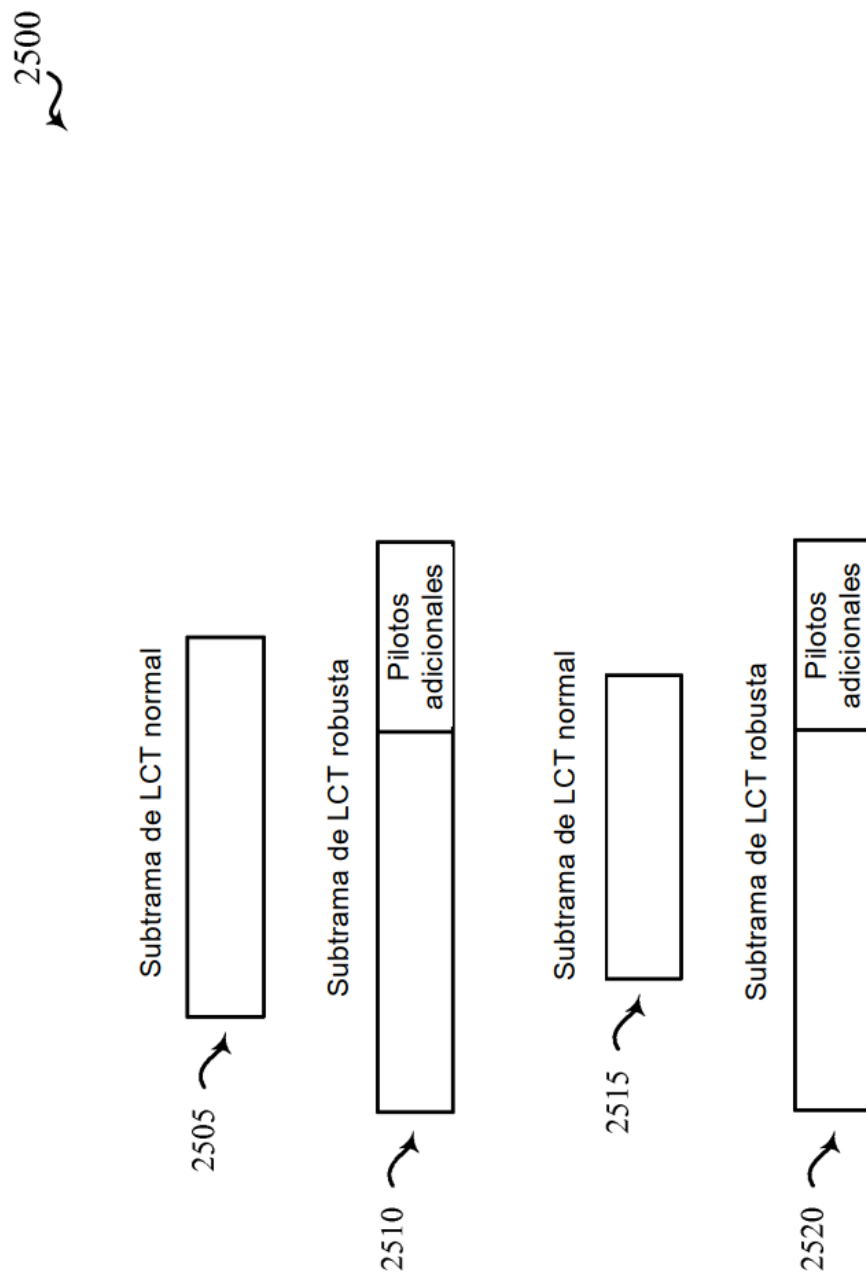 2500
Subtrama de LCT normal
2505
Subtrama de LCT robusta
Pilotos
adicionales
2510
Subtrama de LCT normal
2515
Subtrama de LCT robusta
Pilotos
adicionales
2520